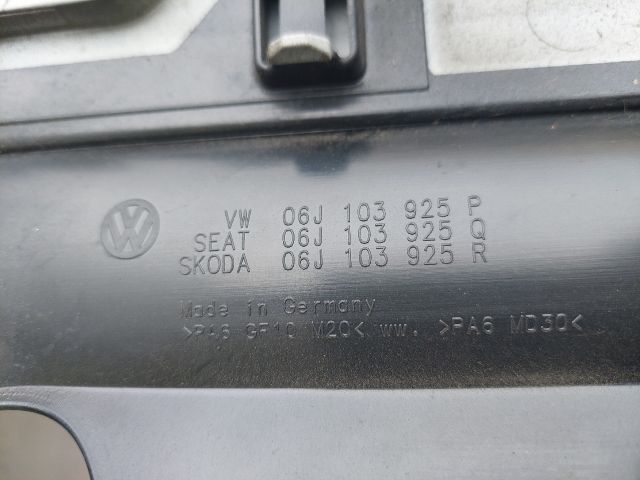 VW 06J 103 925 P
SEAT 06J 103 925 Q
SKODA 06J 103 925 R
Made in Germany
>PA6 GF10 M20< ww. >PA6 MD30<